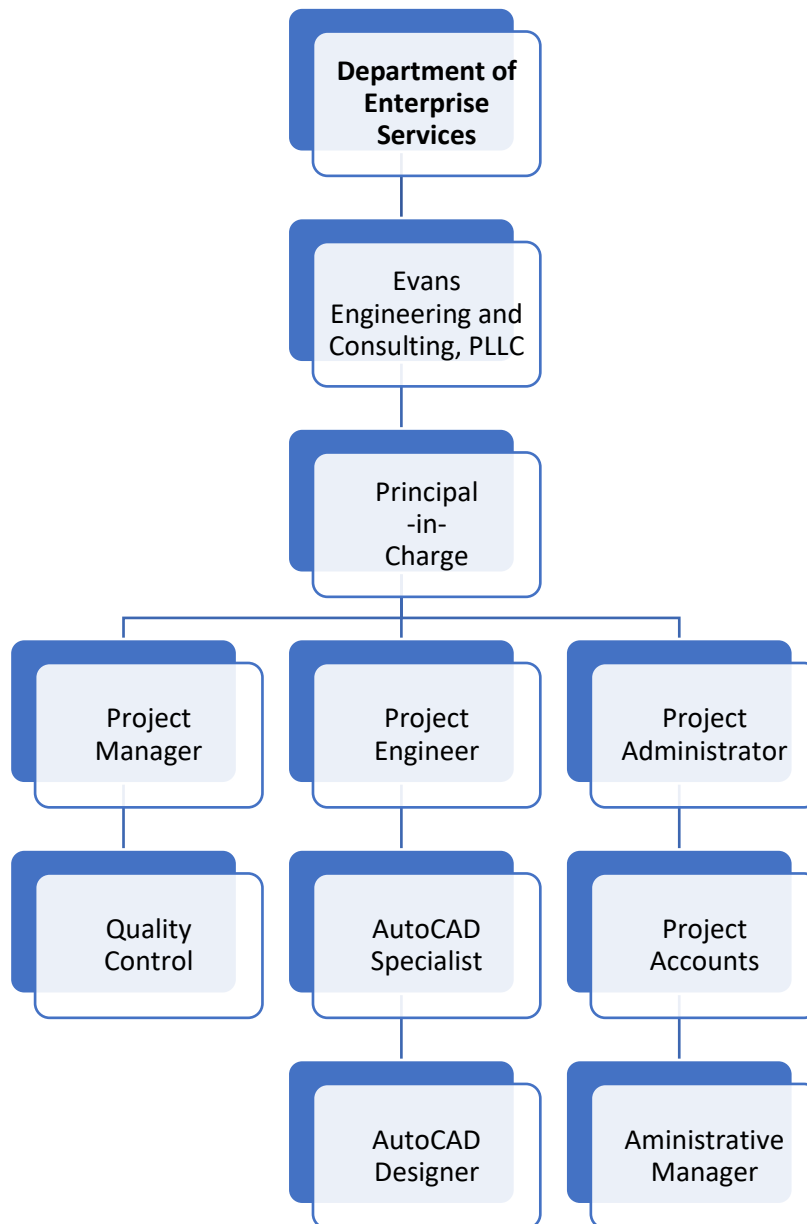 Department of
Enterprise
Services
Evans
Engineering and
Consulting, PLLC
Principal
-in-
Charge
Project
Manager
Project
Engineer
Project
Administrator
Quality
Control
AutoCAD
Specialist
Project
Accounts
AutoCAD
Designer
Aministrative
Manager